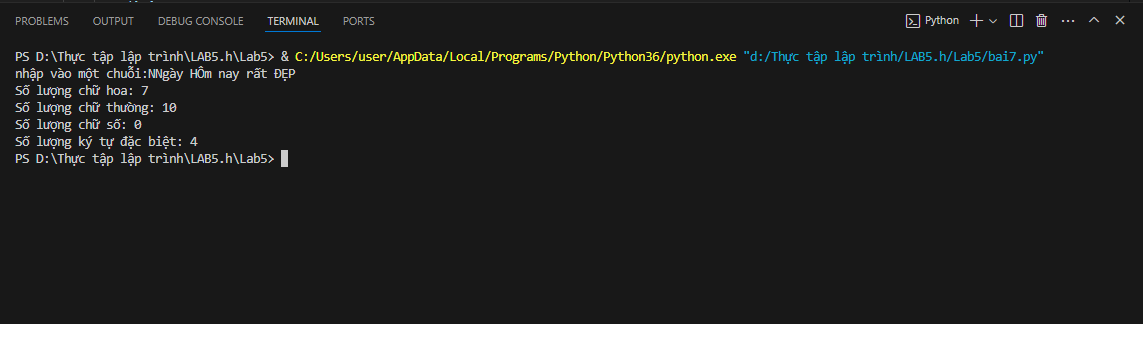 PROBLEMS OUTPUT DEBUG CONSOLE TERMINAL PORTS Python
PS D:\Thực tập lập trình\LAB5.h\Lab5> & C:/Users/user/AppData/Local/Programs/Python/Python36/python.exe "d:/Thực tập lập trình/LAB5.h/Lab5/bai7.py"
nhập vào một chuỗi:NNgày HÔm nay rất ĐẸP
Số lượng chữ hoa: 7
Số lượng chữ thường: 10
Số lượng chữ số: 0
Số lượng ký tự đặc biệt: 4
PS D:\Thực tập lập trình\LAB5.h\Lab5>